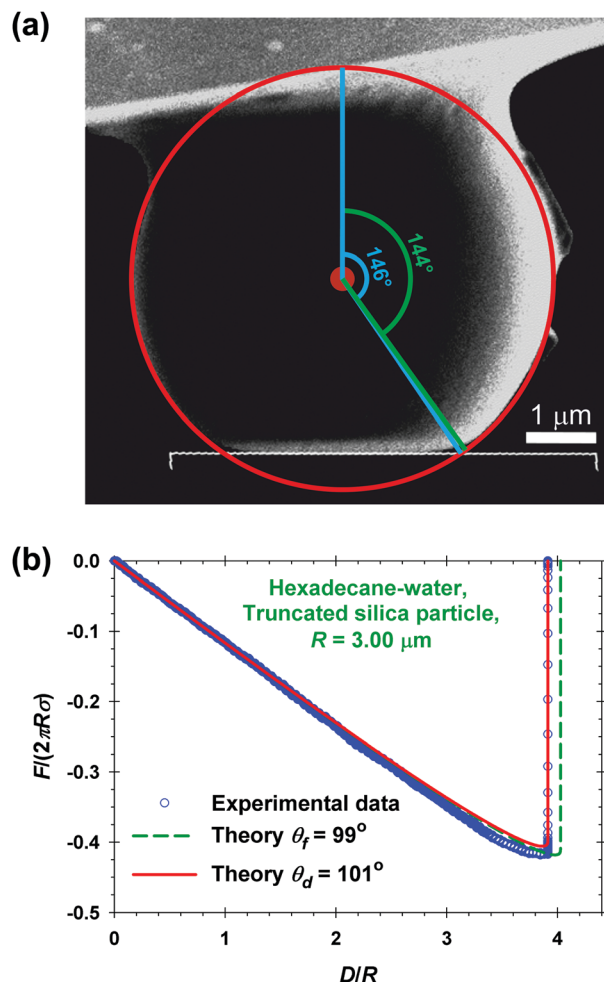 (a)
146°
144°
1 μm
(b)
Hexadecane-water,
Truncated silica particle,
R = 3.00 μm
Experimental data
Theory θf = 99°
Theory θd = 101°
0.0
-0.1
-0.2
-0.3
-0.4
-0.5
F/(2πRσ)
0 1 2 3 4
D/R